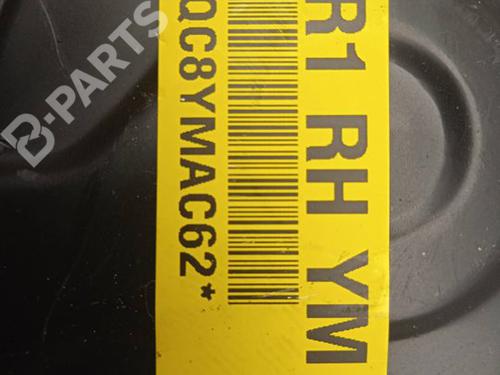 R1 RH YM
QC8YMAC62*
B-PARTS